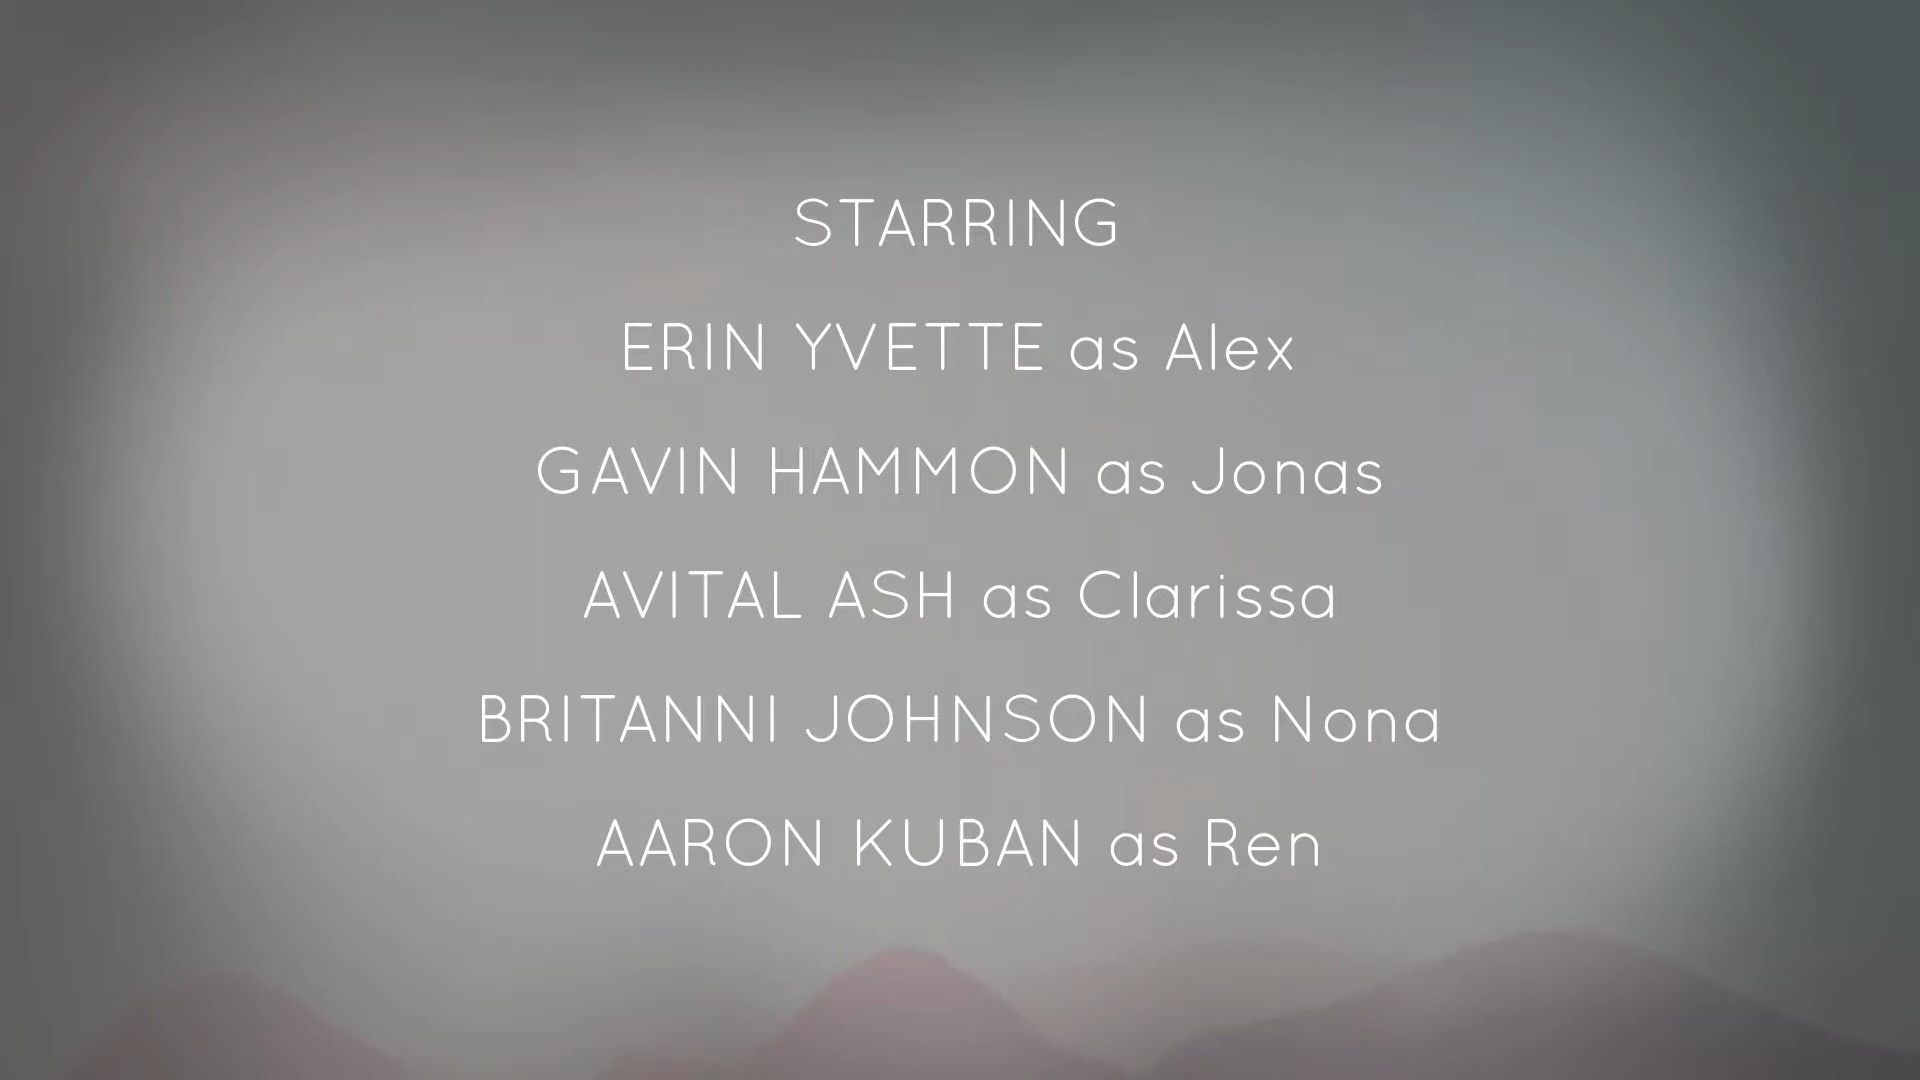 STARRING
ERIN YVETTE as Alex
GAVIN HAMMON as Jonas
AVITAL ASH as Clarissa
BRITANNI JOHNSON as Nona
AARON KUBAN as Ren